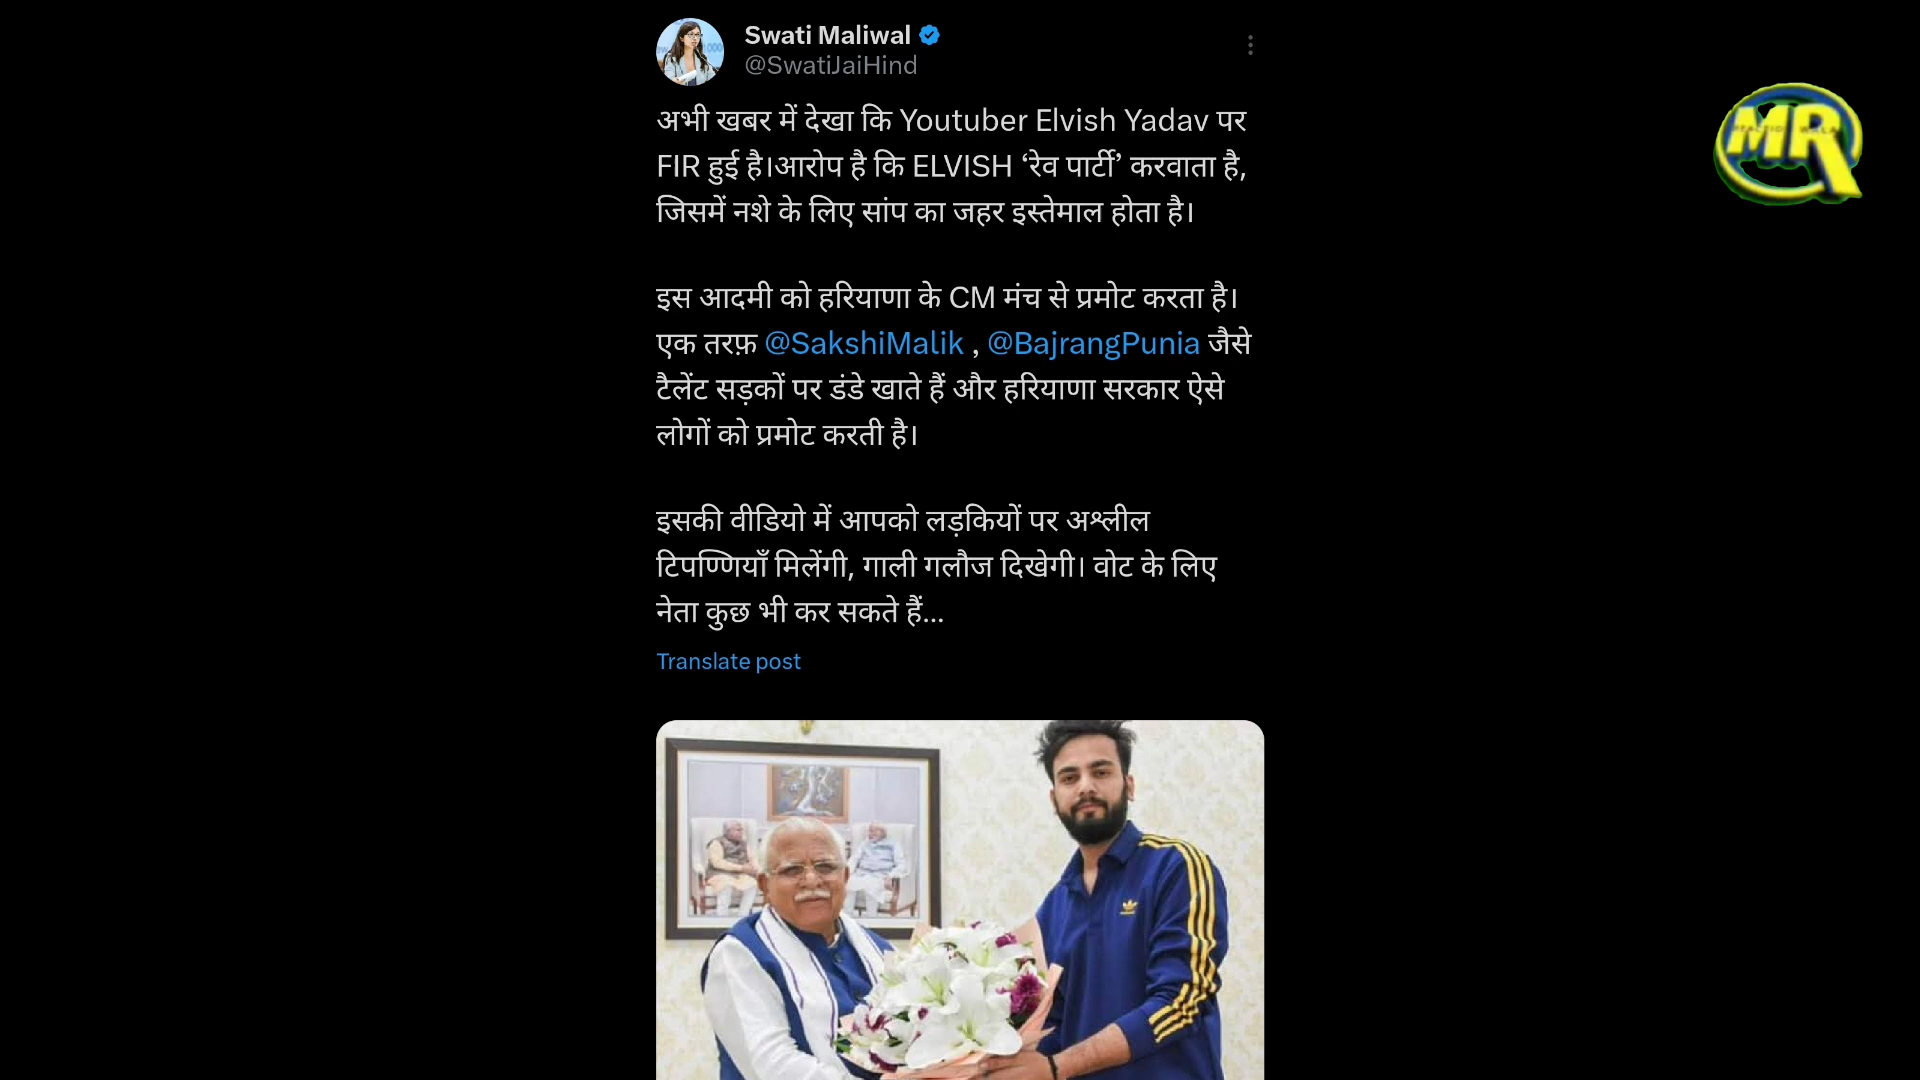 Swati Maliwal
@SwatiJaiHind
अभी खबर में देखा कि Youtuber Elvish Yadav पर
FIR हुई है।आरोप है कि ELVISH ‘रेव पार्टी’ करवाता है,
जिसमें नशे के लिए सांप का जहर इस्तेमाल होता है।
इस आदमी को हरियाणा के CM मंच से प्रमोट करता है।
एक तरफ़ @SakshiMalik , @BajrangPunia जैसे
टैलेंट सड़कों पर डंडे खाते हैं और हरियाणा सरकार ऐसे
लोगों को प्रमोट करती है।
इसकी वीडियो में आपको लड़कियों पर अश्लील
टिपण्णियाँ मिलेंगी, गाली गलौज दिखेगी। वोट के लिए
नेता कुछ भी कर सकते हैं...
Translate post
MR